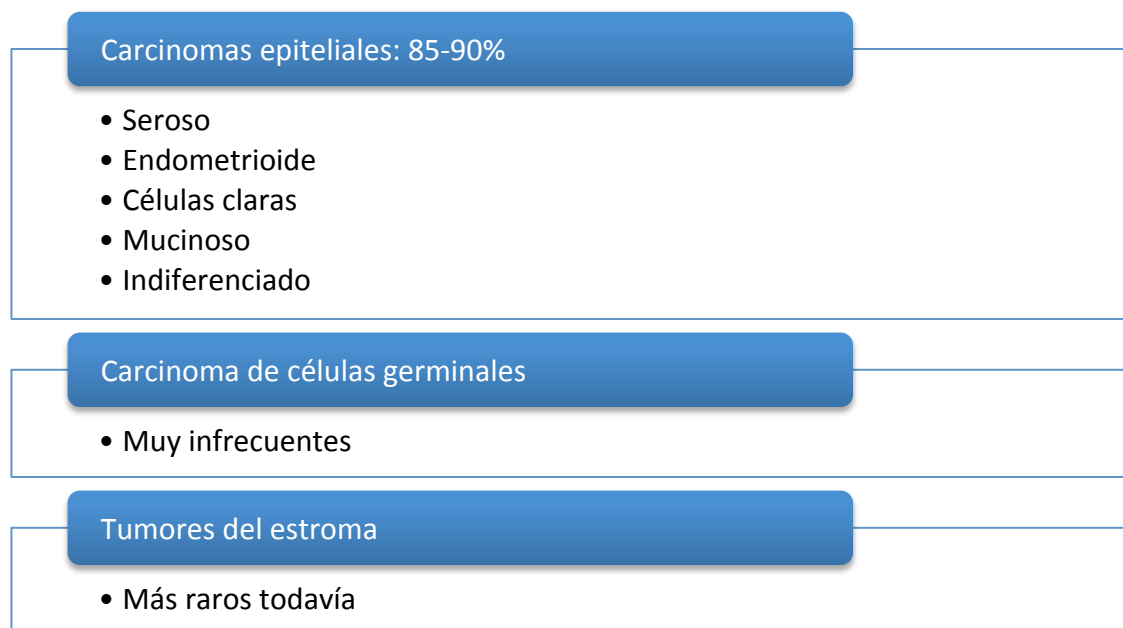 Carcinomas epiteliales: 85-90%
• Seroso
• Endometrioide
• Células claras
• Mucinoso
• Indiferenciado
Carcinoma de células germinales
• Muy infrecuentes
Tumores del estroma
• Más raros todavía